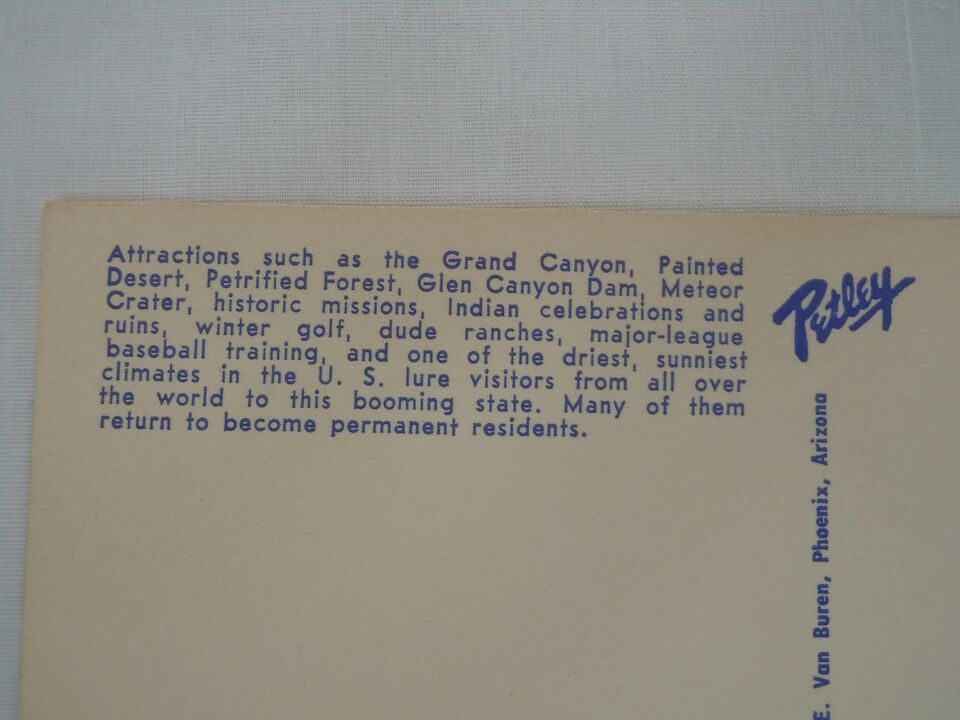 Attractions such as the Grand Canyon, Painted
Desert, Petrified Forest, Glen Canyon Dam, Meteor
Crater, historic missions, Indian celebrations and
ruins, winter golf, dude ranches, major-league
baseball training, and one of the driest, sunniest
climates in the U. S. lure visitors from all over
the world to this booming state. Many of them
return to become permanent residents.
Petley
E. Van Buren, Phoenix, Arizona